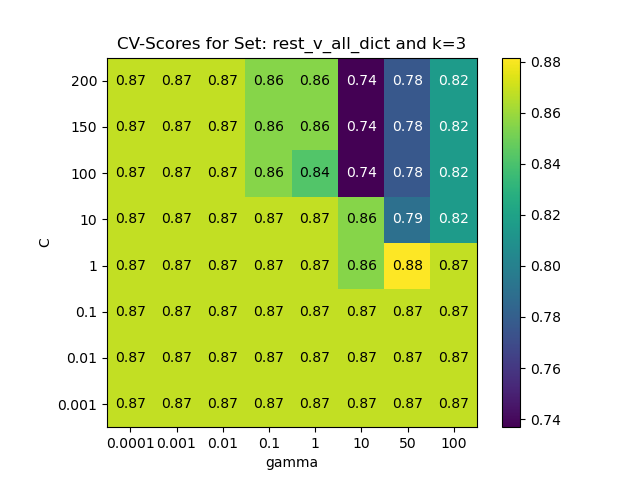 CV-Scores for Set: rest_v_all_dict and k=3
200 0.87 0.87 0.87 0.86 0.86 0.74 0.78 0.82
150 0.87 0.87 0.87 0.86 0.86 0.74 0.78 0.82
100 0.87 0.87 0.87 0.86 0.84 0.74 0.78 0.82
10 0.87 0.87 0.87 0.87 0.87 0.86 0.79 0.82
1 0.87 0.87 0.87 0.87 0.87 0.86 0.88 0.87
0.1 0.87 0.87 0.87 0.87 0.87 0.87 0.87 0.87
0.01 0.87 0.87 0.87 0.87 0.87 0.87 0.87 0.87
0.001 0.87 0.87 0.87 0.87 0.87 0.87 0.87 0.87
C
0.0001 0.001 0.01 0.1 1 10 50 100
gamma
0.88
0.86
0.84
0.82
0.80
0.78
0.76
0.74